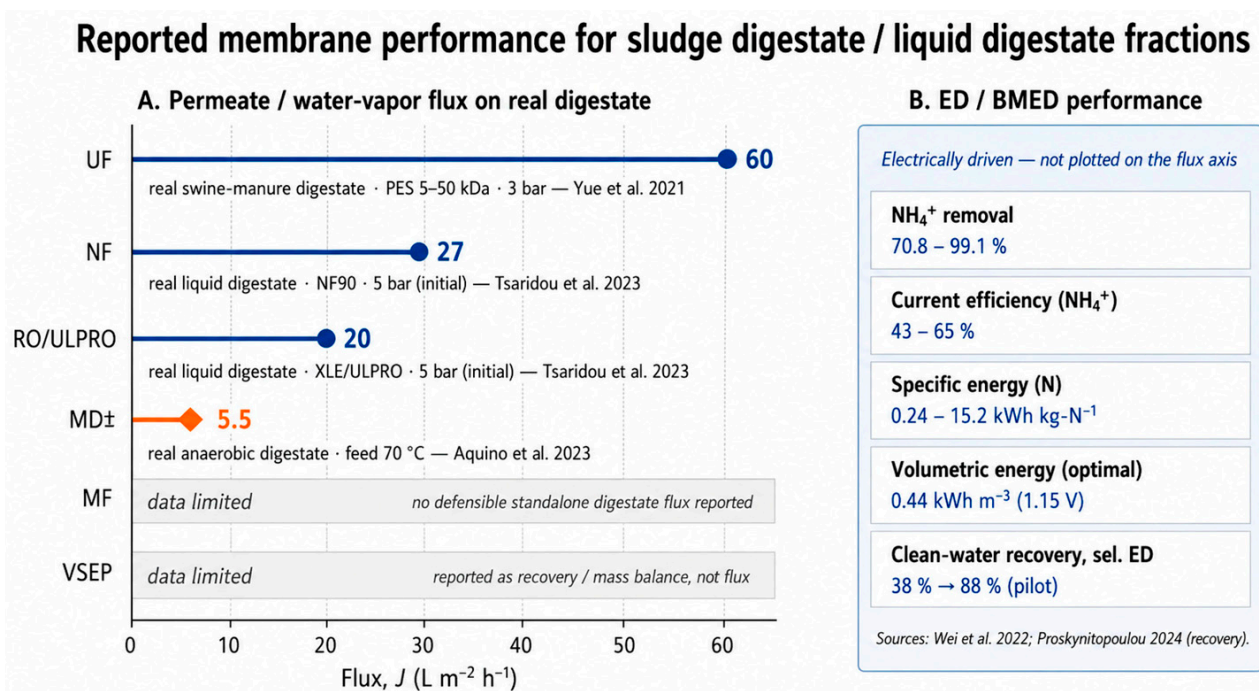 Reported membrane performance for sludge digestate / liquid digestate fractions
A. Permeate / water-vapor flux on real digestate
UF
60
real swine-manure digestate · PES 5–50 kDa · 3 bar — Yue et al. 2021
NF
27
real liquid digestate · NF90 · 5 bar (initial) — Tsaridou et al. 2023
RO/ULPRO
20
real liquid digestate · XLE/ULPRO · 5 bar (initial) — Tsaridou et al. 2023
MD±
5.5
real anaerobic digestate · feed 70 °C — Aquino et al. 2023
MF
data limited
no defensible standalone digestate flux reported
VSEP
data limited
reported as recovery / mass balance, not flux
0 10 20 30 40 50 60
Flux, J (L m⁻² h⁻¹)
B. ED / BMED performance
Electrically driven — not plotted on the flux axis
NH₄⁺ removal
70.8 – 99.1 %
Current efficiency (NH₄⁺)
43 – 65 %
Specific energy (N)
0.24 – 15.2 kWh kg-N⁻¹
Volumetric energy (optimal)
0.44 kWh m⁻³ (1.15 V)
Clean-water recovery, sel. ED
38 % → 88 % (pilot)
Sources: Wei et al. 2022; Proskynitopoulou 2024 (recovery).